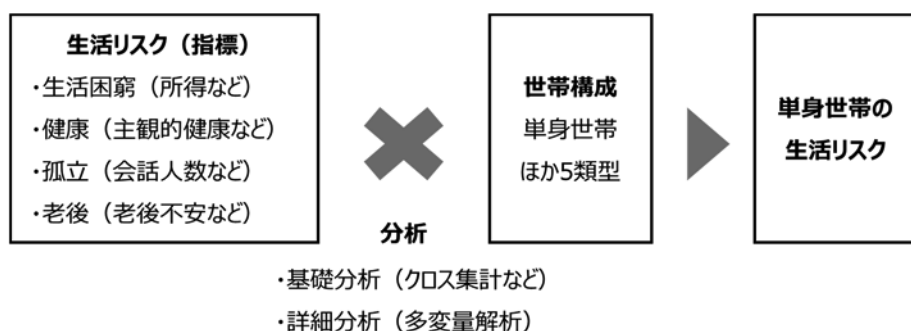 生活リスク（指標）
・生活困窮（所得など）
・健康（主観的健康など）
・孤立（会話人数など）
・老後（老後不安など）
分析
・基礎分析（クロス集計など）
・詳細分析（多変量解析）
世帯構成
単身世帯
ほか5類型
単身世帯の
生活リスク